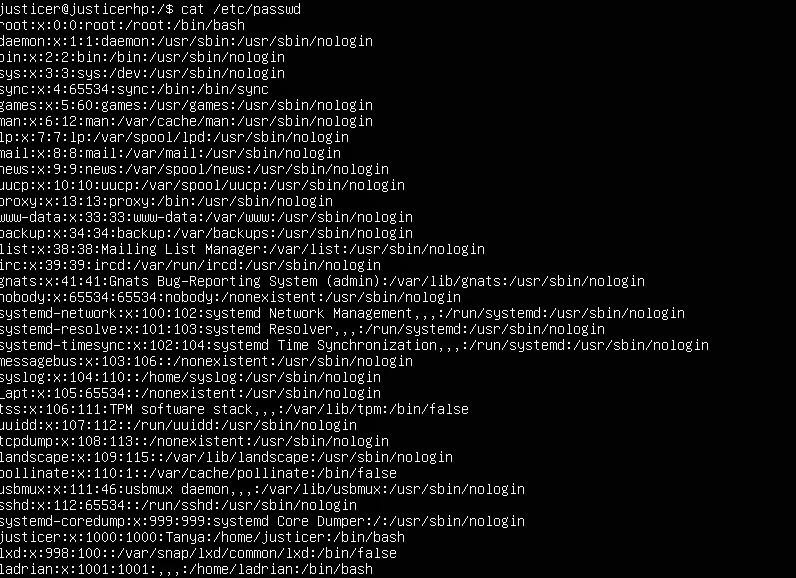 justicer@justicerhp:/$ cat /etc/passwd
root:x:0:0:root:/root:/bin/bash
daemon:x:1:1:daemon:/usr/sbin:/usr/sbin/nologin
bin:x:2:2:bin:/bin:/usr/sbin/nologin
sys:x:3:3:sys:/dev:/usr/sbin/nologin
sync:x:4:65534:sync:/bin:/bin/sync
games:x:5:60:games:/usr/games:/usr/sbin/nologin
man:x:6:12:man:/var/cache/man:/usr/sbin/nologin
lp:x:7:7:lp:/var/spool/lpd:/usr/sbin/nologin
mail:x:8:8:mail:/var/mail:/usr/sbin/nologin
news:x:9:9:news:/var/spool/news:/usr/sbin/nologin
uucp:x:10:10:uucp:/var/spool/uucp:/usr/sbin/nologin
proxy:x:13:13:proxy:/bin:/usr/sbin/nologin
www-data:x:33:33:www-data:/var/www:/usr/sbin/nologin
backup:x:34:34:backup:/var/backups:/usr/sbin/nologin
list:x:38:38:Mailing List Manager:/var/list:/usr/sbin/nologin
irc:x:39:39:ircd:/var/run/ircd:/usr/sbin/nologin
gnats:x:41:41:Gnats Bug-Reporting System (admin):/var/lib/gnats:/usr/sbin/nologin
nobody:x:65534:65534:nobody:/nonexistent:/usr/sbin/nologin
systemd-network:x:100:102:systemd Network Management,,,:/run/systemd:/usr/sbin/nologin
systemd-resolve:x:101:103:systemd Resolver,,,:/run/systemd:/usr/sbin/nologin
systemd-timesync:x:102:104:systemd Time Synchronization,,,:/run/systemd:/usr/sbin/nologin
messagebus:x:103:106::/nonexistent:/usr/sbin/nologin
syslog:x:104:110::/home/syslog:/usr/sbin/nologin
_apt:x:105:65534::/nonexistent:/usr/sbin/nologin
tss:x:106:111:TPM software stack,,,:/var/lib/tpm:/bin/false
uuidd:x:107:112::/run/uuidd:/usr/sbin/nologin
tcpdump:x:108:113::/nonexistent:/usr/sbin/nologin
landscape:x:109:115::/var/lib/landscape:/usr/sbin/nologin
pollinate:x:110:1::/var/cache/pollinate:/bin/false
usbmux:x:111:46:usbmux daemon,,,:/var/lib/usbmux:/usr/sbin/nologin
sshd:x:112:65534::/run/sshd:/usr/sbin/nologin
systemd-coredump:x:999:999:systemd Core Dumper:/:/usr/sbin/nologin
justicer:x:1000:1000:Tanya:/home/justicer:/bin/bash
lxd:x:998:100::/var/snap/lxd/common/lxd:/bin/false
ladrian:x:1001:1001:,,,:/home/ladrian:/bin/bash